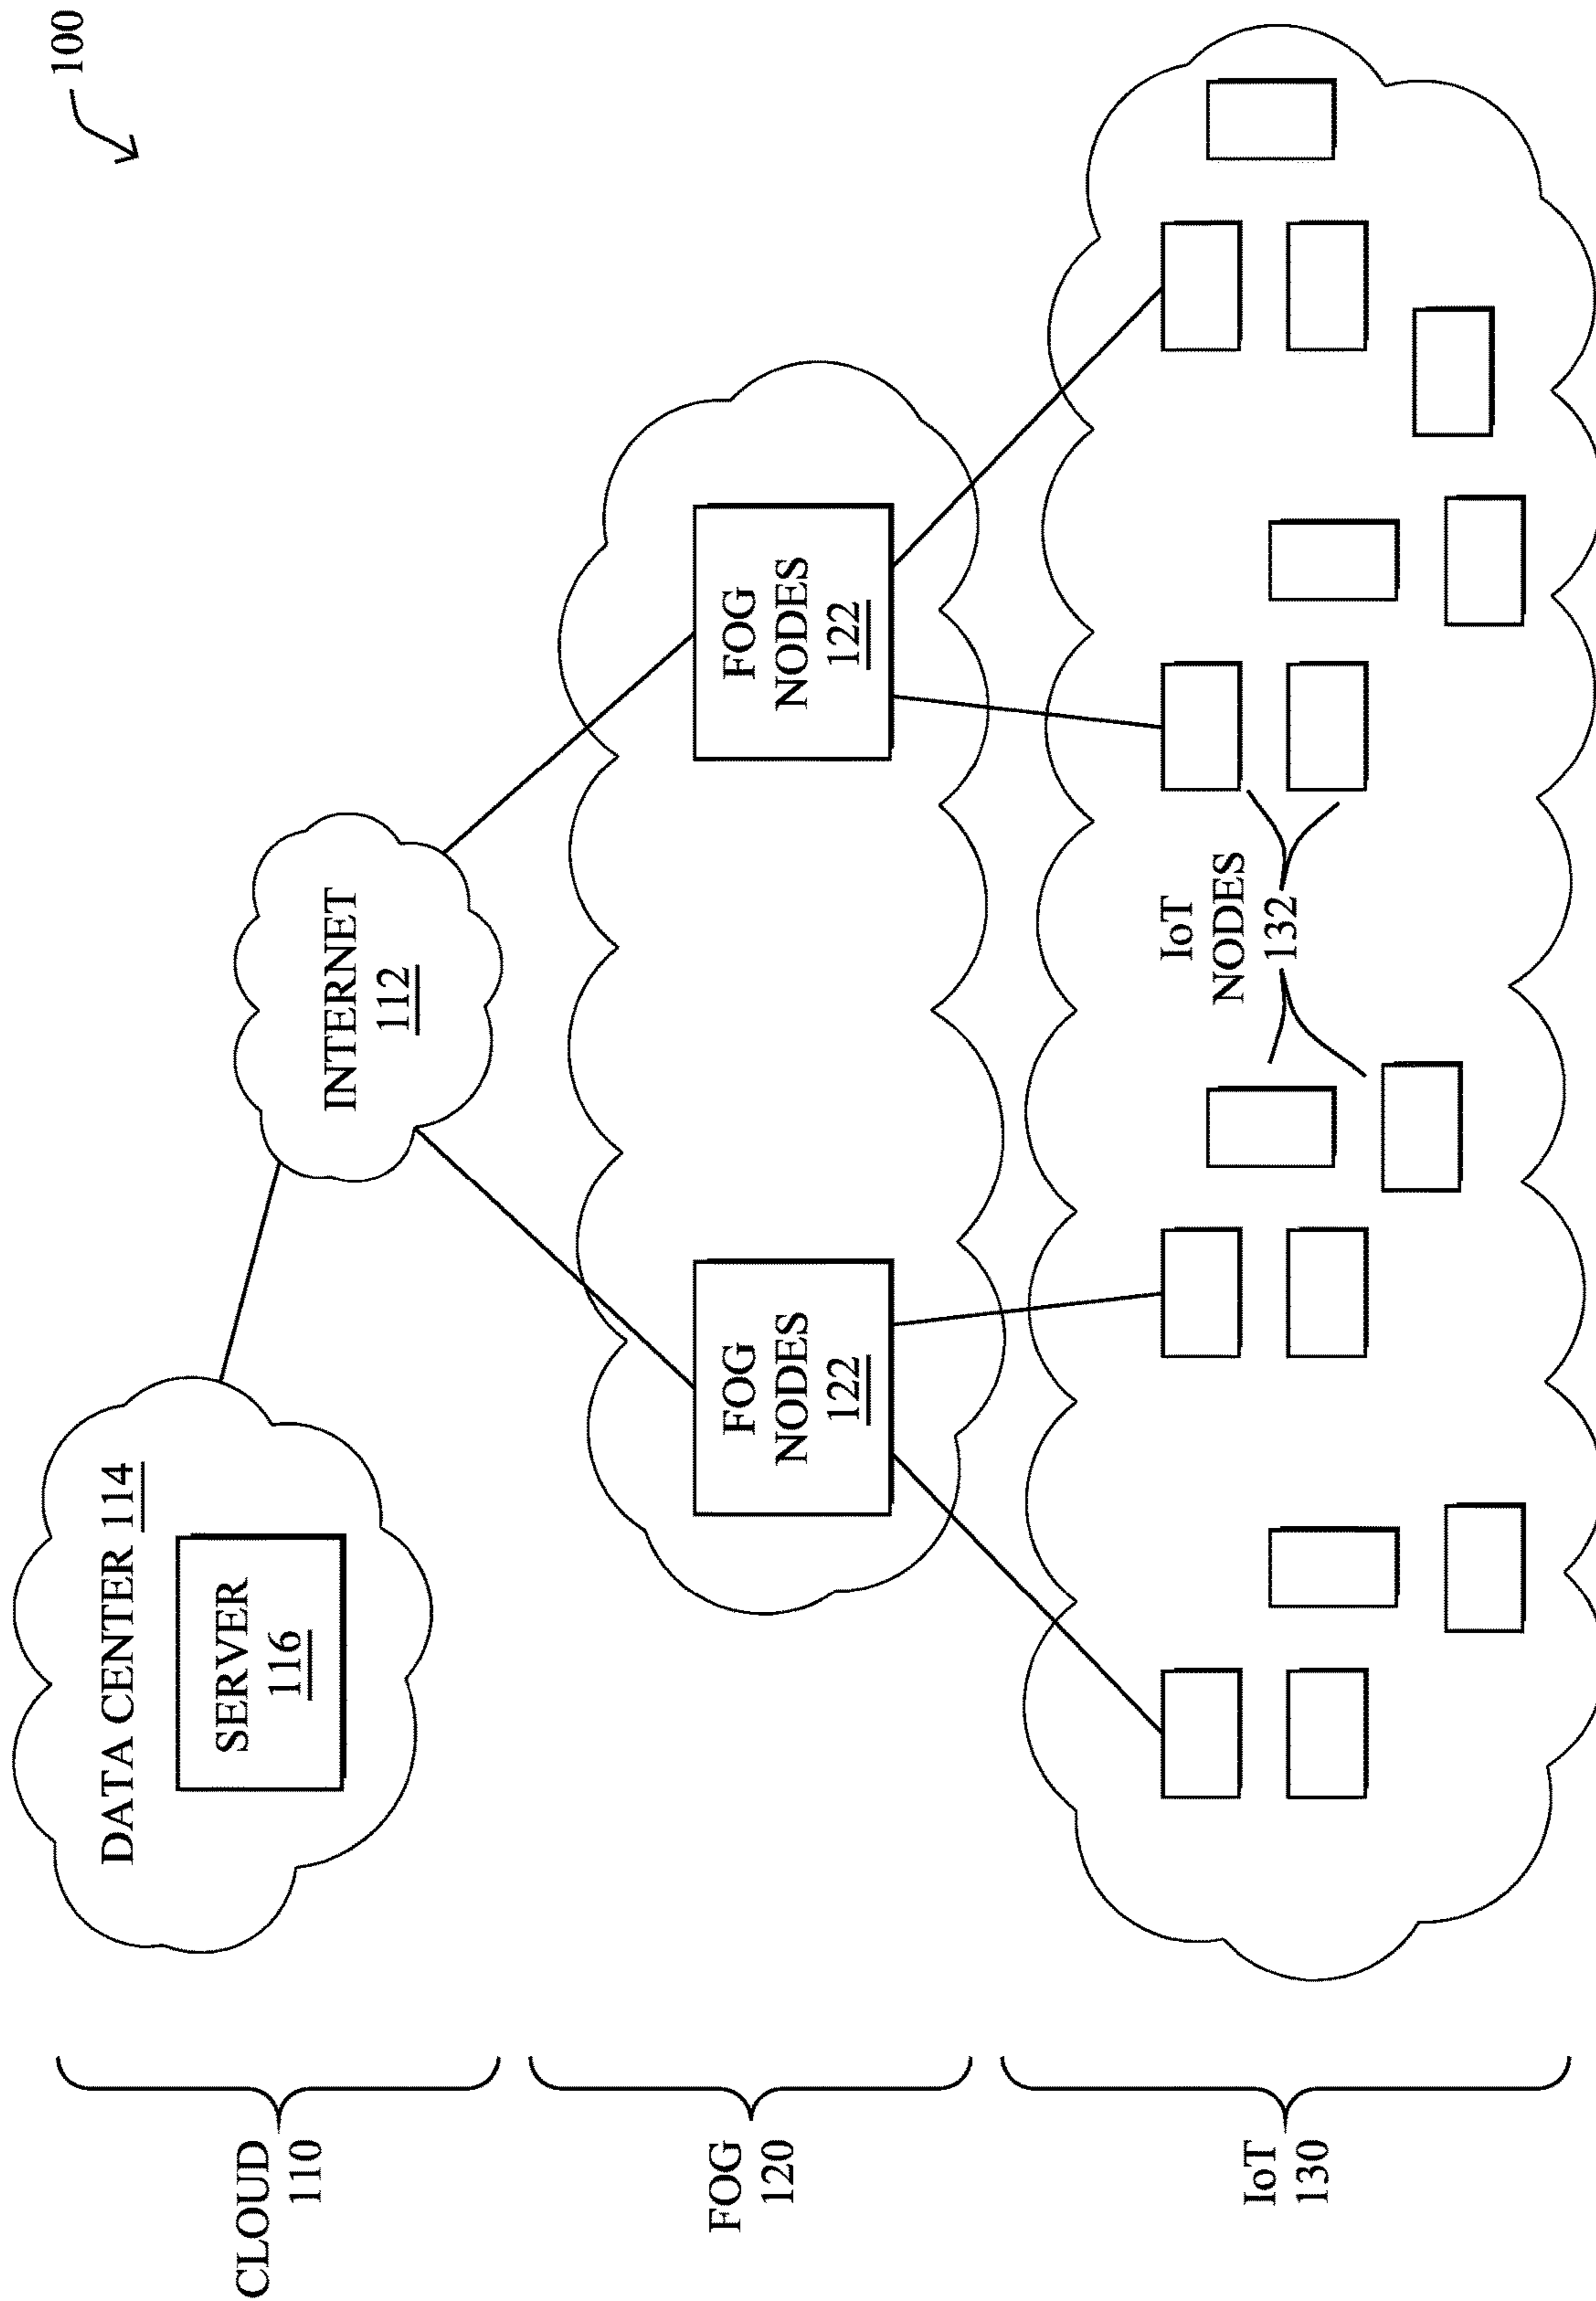 100
CLOUD
110
DATA CENTER 114
SERVER
116
INTERNET
112
FOG
120
FOG
NODES
122
FOG
NODES
122
IoT
130
IoT
NODES
132